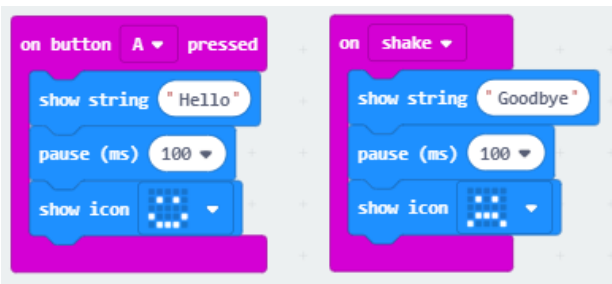 on button A pressed
show string "Hello"
pause (ms) 100
show icon
on shake
show string "Goodbye"
pause (ms) 100
show icon